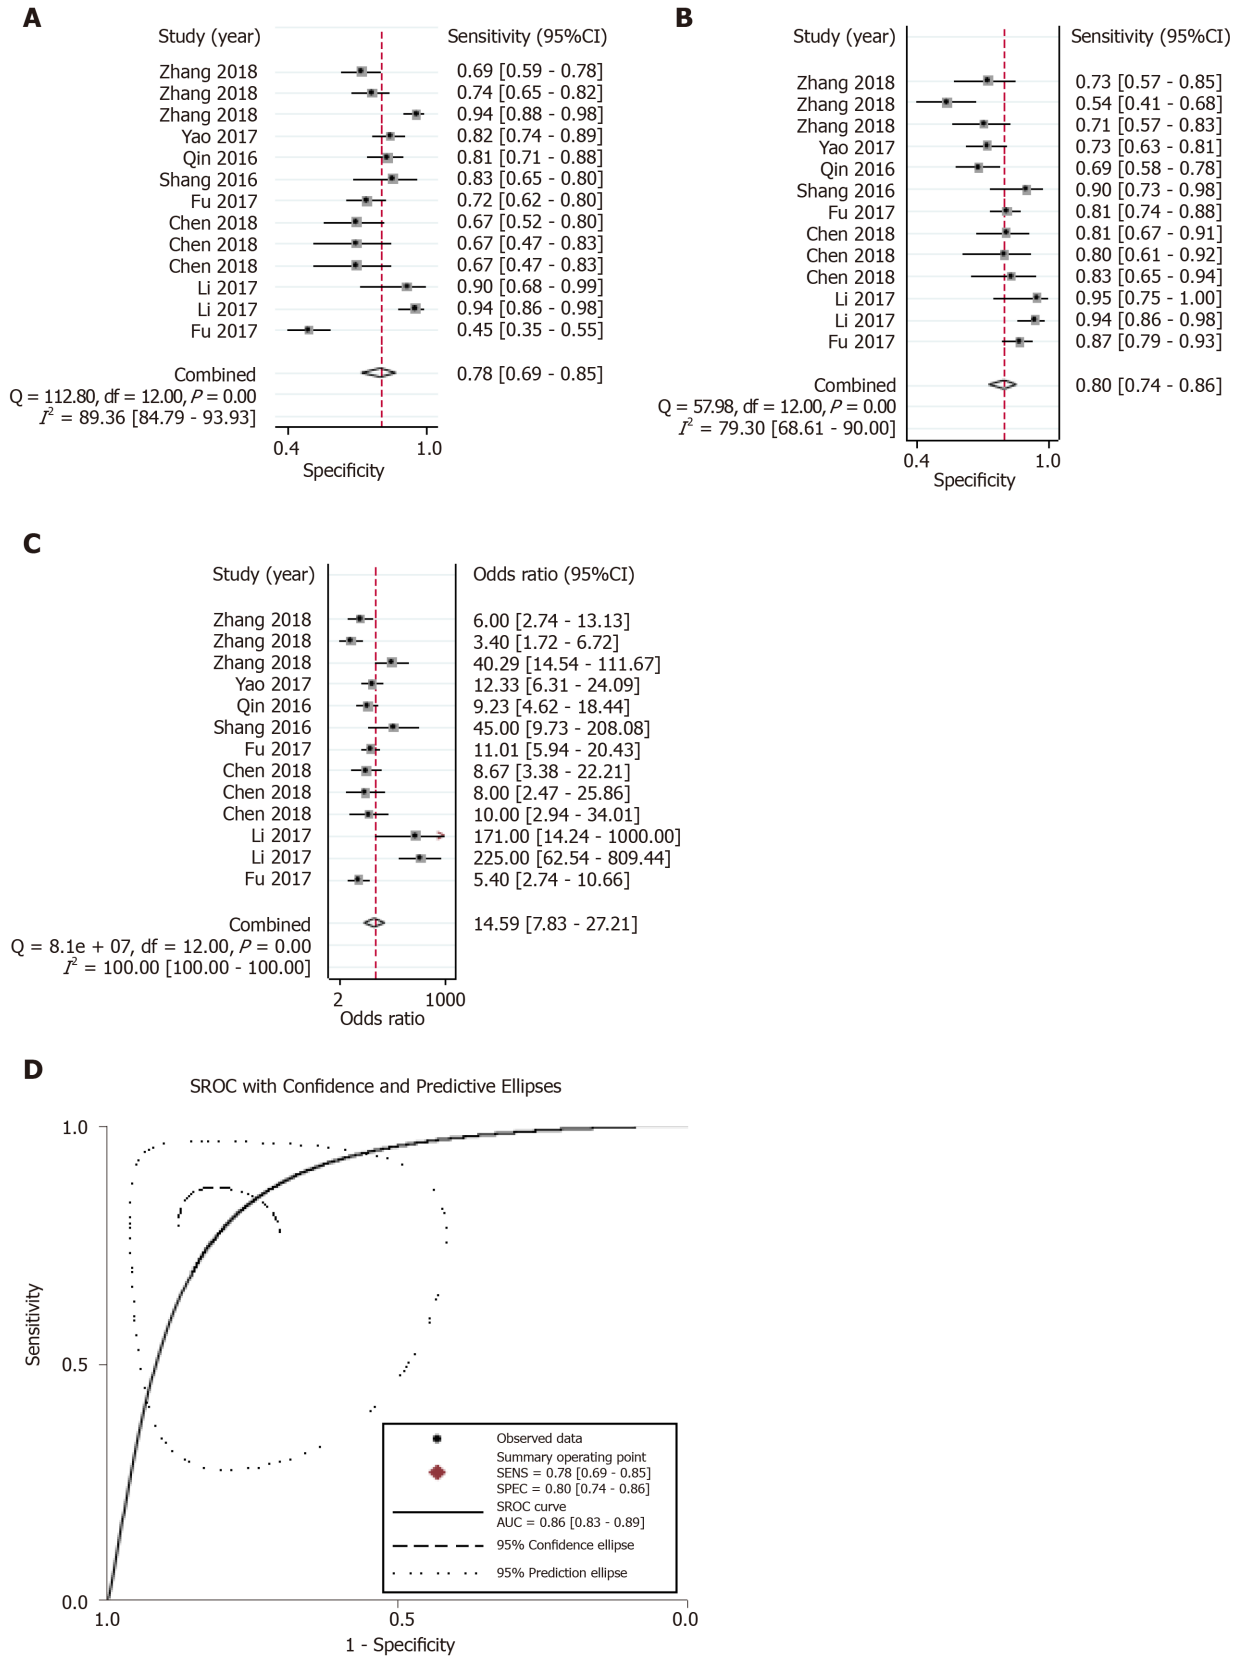 A
Study (year) Sensitivity (95%CI)
Zhang 2018 0.69 [0.59 - 0.78]
Zhang 2018 0.74 [0.65 - 0.82]
Zhang 2018 0.94 [0.88 - 0.98]
Yao 2017 0.82 [0.74 - 0.89]
Qin 2016 0.81 [0.71 - 0.88]
Shang 2016 0.83 [0.65 - 0.80]
Fu 2017 0.72 [0.62 - 0.80]
Chen 2018 0.67 [0.52 - 0.80]
Chen 2018 0.67 [0.47 - 0.83]
Chen 2018 0.67 [0.47 - 0.83]
Li 2017 0.90 [0.68 - 0.99]
Li 2017 0.94 [0.86 - 0.98]
Fu 2017 0.45 [0.35 - 0.55]
Combined 0.78 [0.69 - 0.85]
Q = 112.80, df = 12.00, P = 0.00
I² = 89.36 [84.79 - 93.93]
0.4 1.0
Specificity
B
Study (year) Sensitivity (95%CI)
Zhang 2018 0.73 [0.57 - 0.85]
Zhang 2018 0.54 [0.41 - 0.68]
Zhang 2018 0.71 [0.57 - 0.83]
Yao 2017 0.73 [0.63 - 0.81]
Qin 2016 0.69 [0.58 - 0.78]
Shang 2016 0.90 [0.73 - 0.98]
Fu 2017 0.81 [0.74 - 0.88]
Chen 2018 0.81 [0.67 - 0.91]
Chen 2018 0.80 [0.61 - 0.92]
Chen 2018 0.83 [0.65 - 0.94]
Li 2017 0.95 [0.75 - 1.00]
Li 2017 0.94 [0.86 - 0.98]
Fu 2017 0.87 [0.79 - 0.93]
Combined 0.80 [0.74 - 0.86]
Q = 57.98, df = 12.00, P = 0.00
I² = 79.30 [68.61 - 90.00]
0.4 1.0
Specificity
C
Study (year) Odds ratio (95%CI)
Zhang 2018 6.00 [2.74 - 13.13]
Zhang 2018 3.40 [1.72 - 6.72]
Zhang 2018 40.29 [14.54 - 111.67]
Yao 2017 12.33 [6.31 - 24.09]
Qin 2016 9.23 [4.62 - 18.44]
Shang 2016 45.00 [9.73 - 208.08]
Fu 2017 11.01 [5.94 - 20.43]
Chen 2018 8.67 [3.38 - 22.21]
Chen 2018 8.00 [2.47 - 25.86]
Chen 2018 10.00 [2.94 - 34.01]
Li 2017 171.00 [14.24 - 1000.00]
Li 2017 225.00 [62.54 - 809.44]
Fu 2017 5.40 [2.74 - 10.66]
Combined 14.59 [7.83 - 27.21]
Q = 8.1e + 07, df = 12.00, P = 0.00
I² = 100.00 [100.00 - 100.00]
2 1000
Odds ratio
D
SROC with Confidence and Predictive Ellipses
1.0
Sensitivity
0.5
0.0
Observed data
Summary operating point
SENS = 0.78 [0.69 - 0.85]
SPEC = 0.80 [0.74 - 0.86]
SROC curve
AUC = 0.86 [0.83 - 0.89]
95% Confidence ellipse
95% Prediction ellipse
1.0 0.5 0.0
1 - Specificity